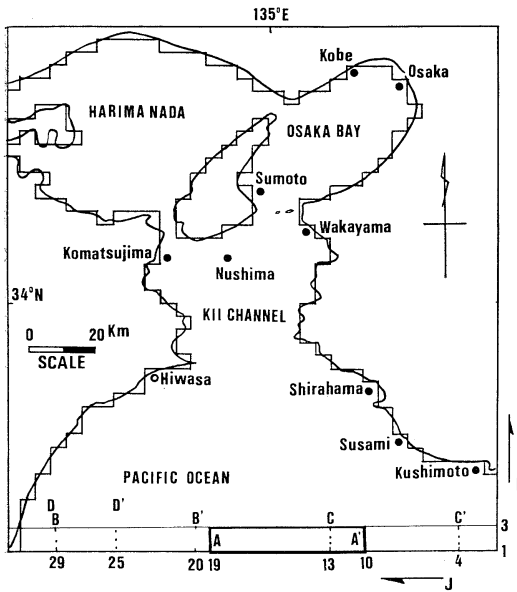 135°E
Kobe
Osaka
HARIMA NADA
OSAKA BAY
Sumoto
Wakayama
Komatsujima
Nushima
34°N
KII CHANNEL
0 20 Km
SCALE
Hiwasa
Shirahama
Susami
Kushimoto
PACIFIC OCEAN
D D'
B B' C C'
A A'
3
1
29 25 20 19 13 10 4
J